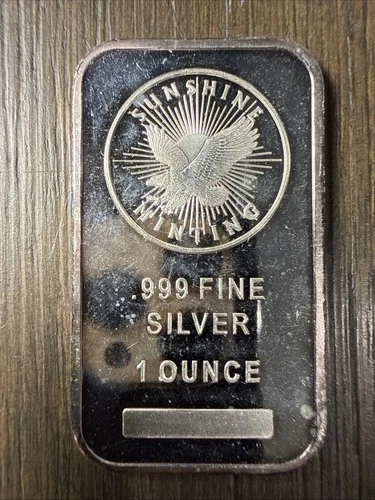 SUNSHINE
MINTING
.999 FINE
SILVER
1 OUNCE